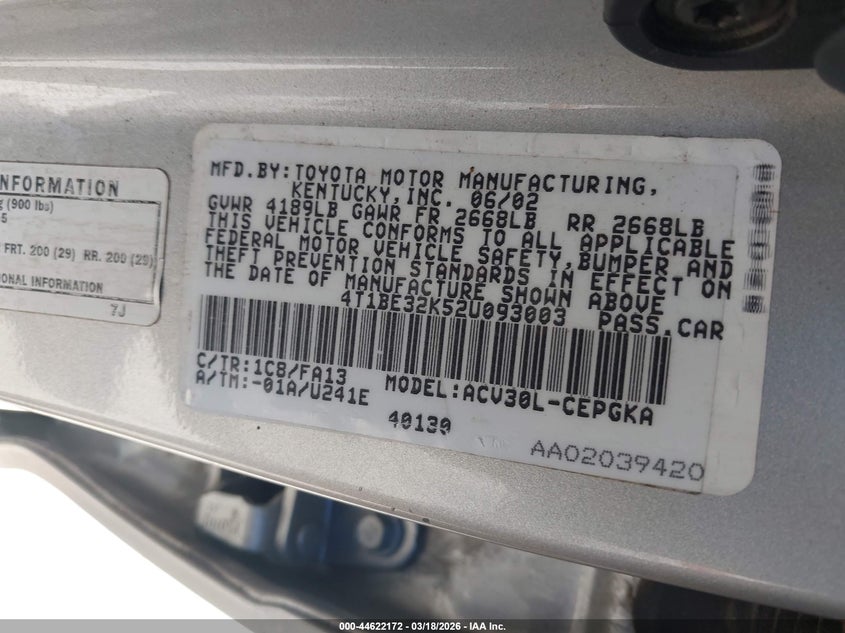 NFORMATION
(900 lbs)
5
FRT. 200 (29) RR. 200 (29)
ONAL INFORMATION
7J
MFD.BY:TOYOTA MOTOR MANUFACTURING,
KENTUCKY,INC. 06/02
GVWR 4189LB GAWR FR 2668LB RR 2668LB
THIS VEHICLE CONFORMS TO ALL APPLICABLE
FEDERAL MOTOR VEHICLE SAFETY,BUMPER AND
THEFT PREVENTION STANDARDS IN EFFECT ON
THE DATE OF MANUFACTURE SHOWN ABOVE
4T1BE32K52U093003 PASS.CAR
C/TR:1C8/FA13
A/TM:-01A/U241E
MODEL:ACV30L-CEPGKA
40130
AA02039420
000-44622172 — 03/18/2026 — IAA Inc.